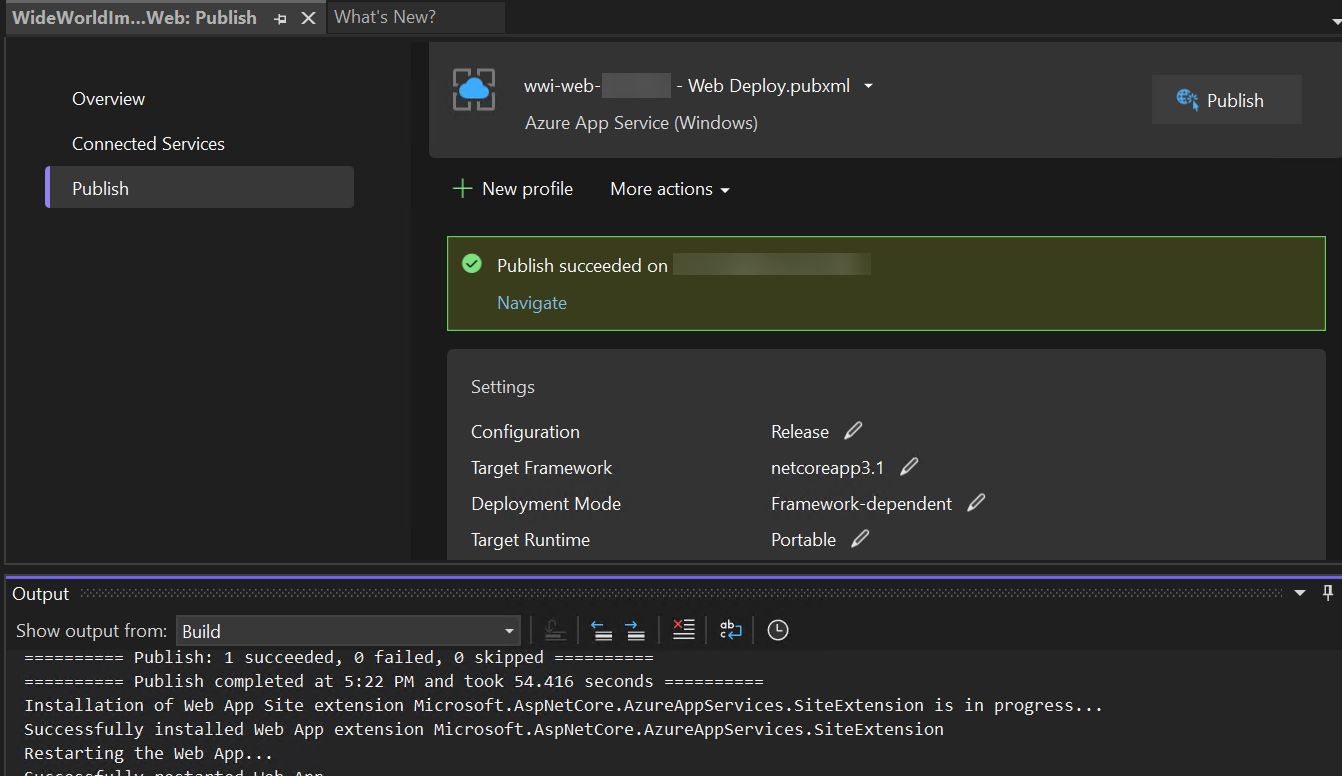 WideWorldIm...Web: Publish
What's New?
Overview
Connected Services
Publish
wwi-web- - Web Deploy.pubxml
Azure App Service (Windows)
Publish
New profile
More actions
Publish succeeded on
Navigate
Settings
Configuration Release
Target Framework netcoreapp3.1
Deployment Mode Framework-dependent
Target Runtime Portable
Output
Show output from: Build
========== Publish: 1 succeeded, 0 failed, 0 skipped ==========
========== Publish completed at 5:22 PM and took 54.416 seconds ==========
Installation of Web App Site extension Microsoft.AspNetCore.AzureAppServices.SiteExtension is in progress...
Successfully installed Web App extension Microsoft.AspNetCore.AzureAppServices.SiteExtension
Restarting the Web App...
Successfully restarted Web App